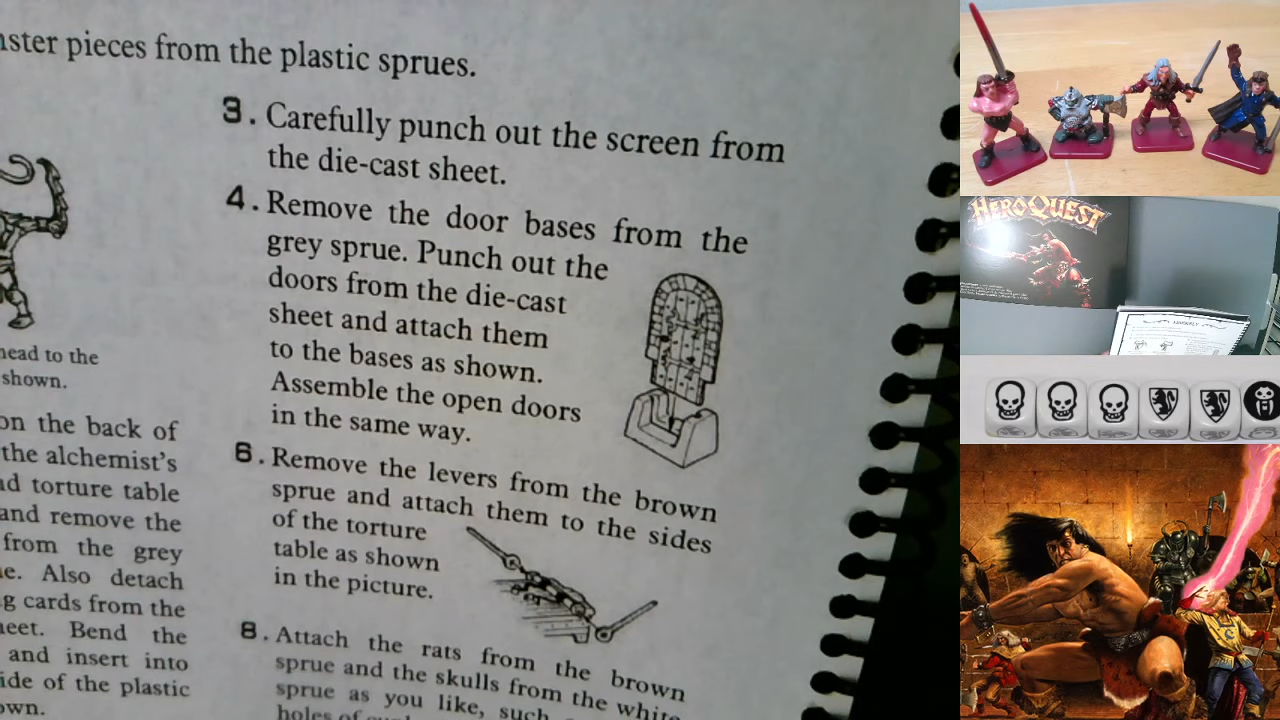 pieces from the plastic sprues.
3. Carefully punch out the screen from
the die-cast sheet.
4. Remove the door bases from the
grey sprue. Punch out the
doors from the die-cast
sheet and attach them
to the bases as shown.
Assemble the open doors
in the same way.
6. Remove the levers from the brown
sprue and attach them to the sides
of the torture
table as shown
in the picture.
8. Attach the rats from the brown
sprue and the skulls from the white
sprue as you like, such
holes of
head to the
shown.
on the back of
the alchemist's
torture table
and remove the
from the grey
Also detach
cards from the
Bend the
and insert into
of the plastic
HEROQUEST
ASSEMBLY